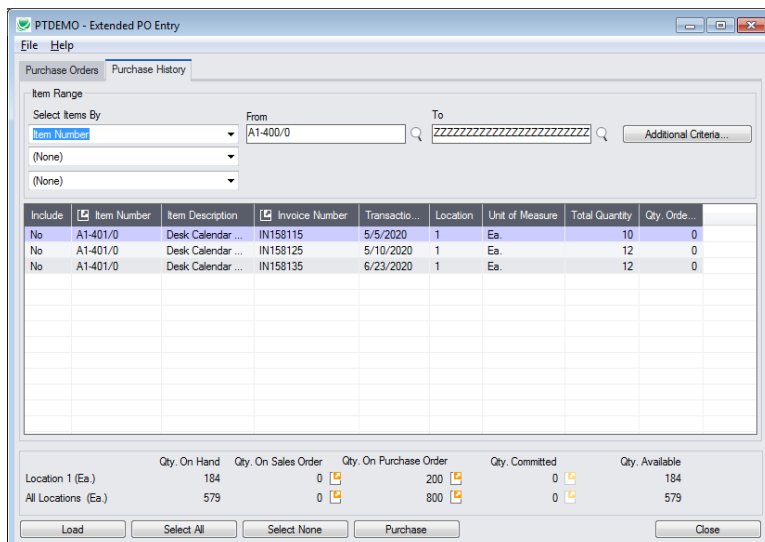 PTDEMO - Extended PO Entry
File Help
Purchase Orders Purchase History
Item Range
Select Items By From To
Item Number A1-400/0 ZZZZZZZZZZZZZZZZZZZZZZZZ Additional Criteria...
(None)
(None)
Include Item Number Item Description Invoice Number Transactio... Location Unit of Measure Total Quantity Qty. Orde...
No A1-401/0 Desk Calendar ... IN158115 5/5/2020 1 Ea. 10 0
No A1-401/0 Desk Calendar ... IN158125 5/10/2020 1 Ea. 12 0
No A1-401/0 Desk Calendar ... IN158135 6/23/2020 1 Ea. 12 0
Qty. On Hand Qty. On Sales Order Qty. On Purchase Order Qty. Committed Qty. Available
Location 1 (Ea.) 184 0 200 0 184
All Locations (Ea.) 579 0 800 0 579
Load Select All Select None Purchase Close